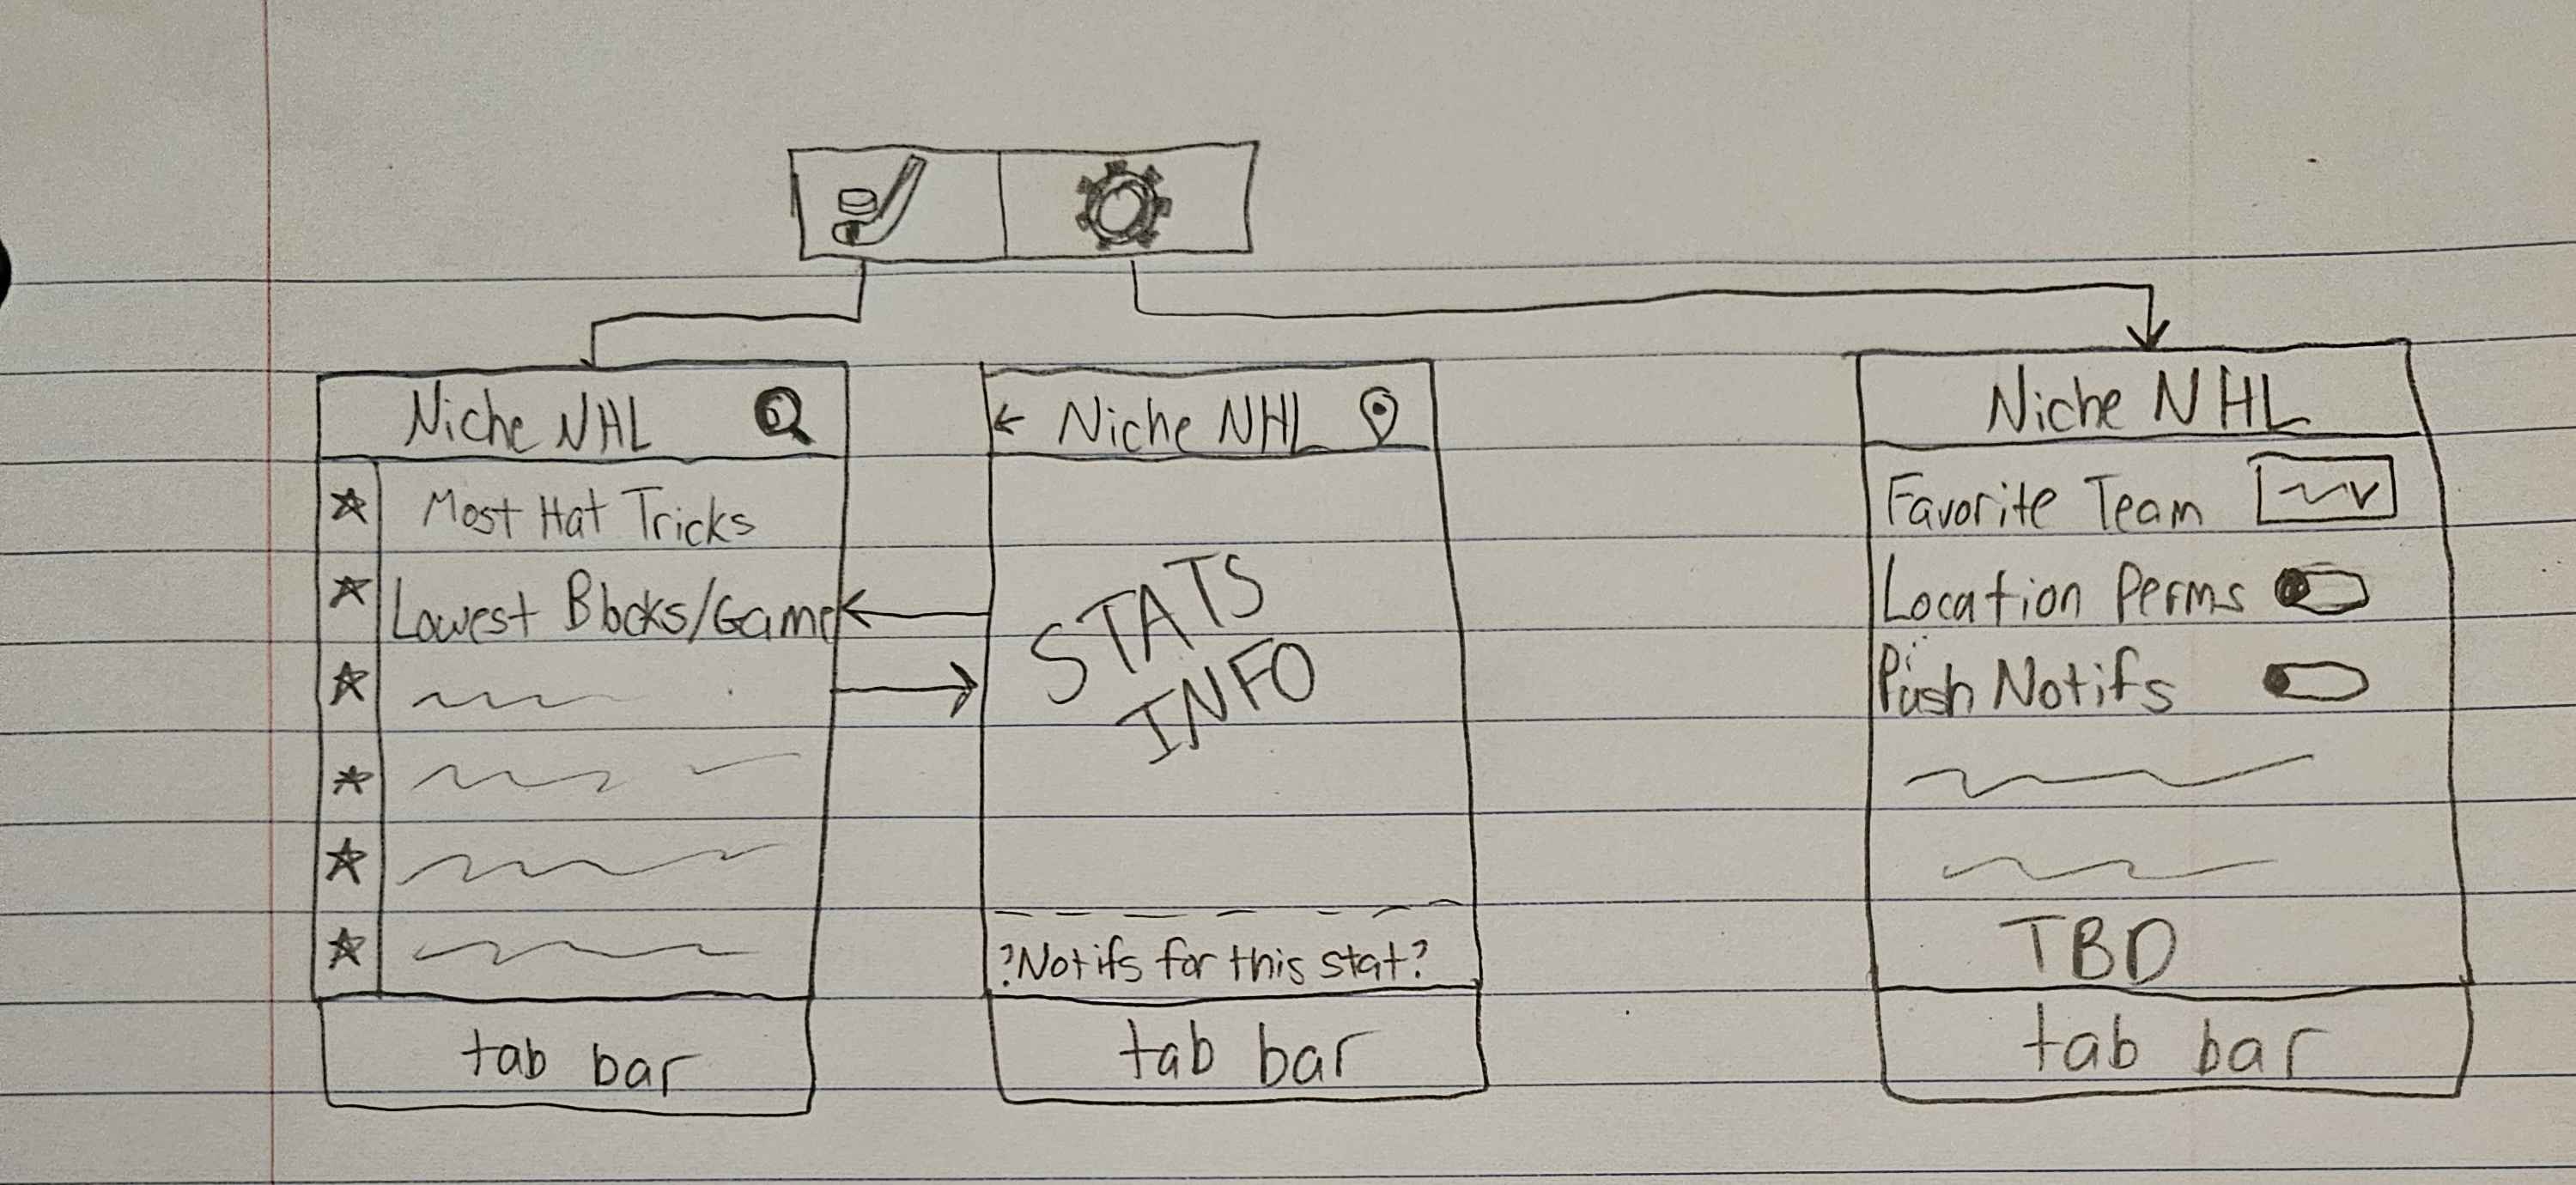 Niche NHL
Most Hat Tricks
Lowest Blocks/Game
tab bar
Niche NHL
STATS
INFO
?Notifs for this stat?
tab bar
Niche NHL
Favorite Team
Location Perms
Push Notifs
TBD
tab bar